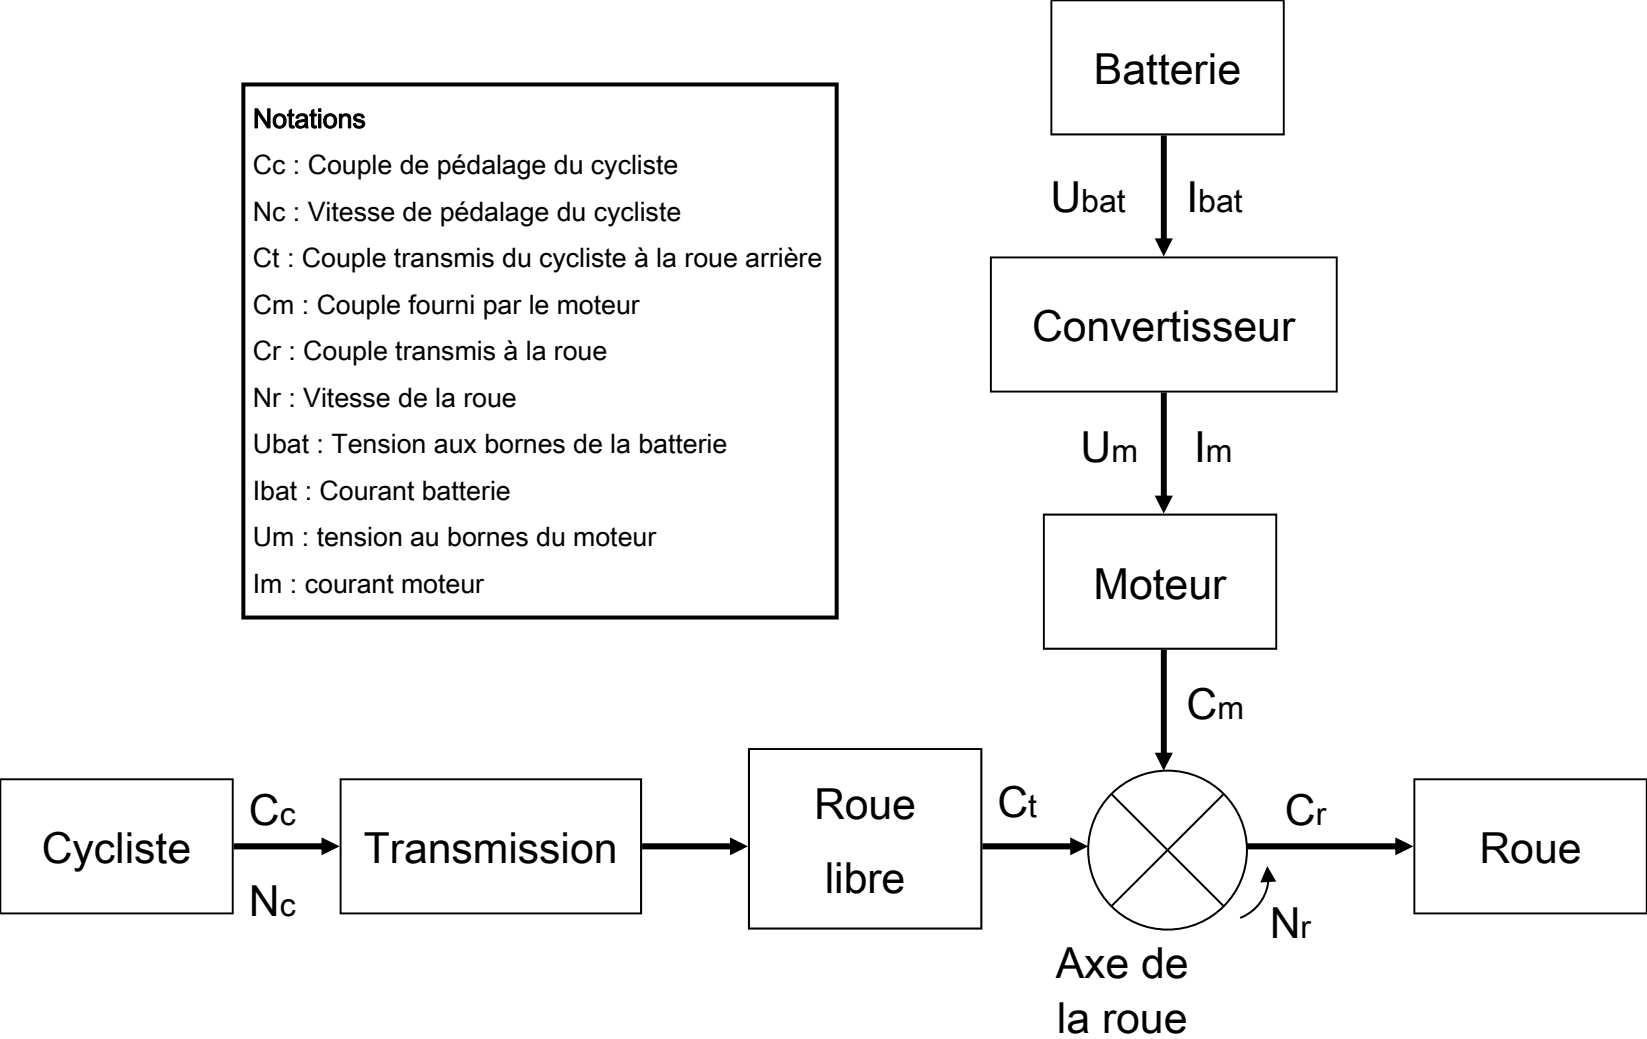 Batterie
Notations
Cc : Couple de pédalage du cycliste
Nc : Vitesse de pédalage du cycliste
Ct : Couple transmis du cycliste à la roue arrière
Cm : Couple fourni par le moteur
Cr : Couple transmis à la roue
Nr : Vitesse de la roue
Ubat : Tension aux bornes de la batterie
Ibat : Courant batterie
Um : tension au bornes du moteur
Im : courant moteur
Ubat Ibat
Convertisseur
Um Im
Moteur
Cm
Cycliste
Cc
Nc
Transmission
Roue
libre
Ct
Cr
Nr
Roue
Axe de
la roue